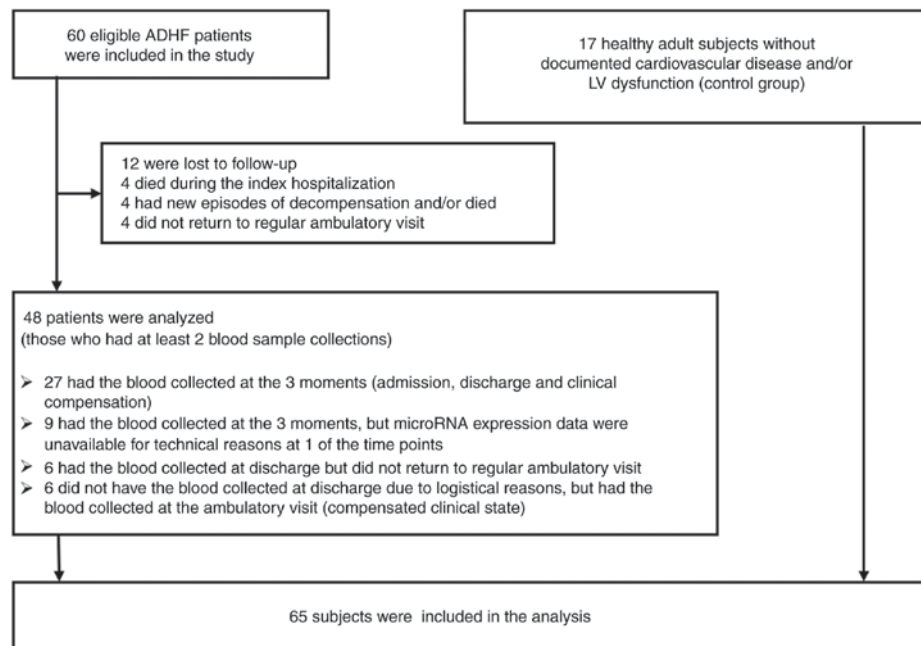 60 eligible ADHF patients
were included in the study
17 healthy adult subjects without
documented cardiovascular disease and/or
LV dysfunction (control group)
12 were lost to follow-up
4 died during the index hospitalization
4 had new episodes of decompensation and/or died
4 did not return to regular ambulatory visit
48 patients were analyzed
(those who had at least 2 blood sample collections)
➢ 27 had the blood collected at the 3 moments (admission, discharge and clinical
compensation)
➢ 9 had the blood collected at the 3 moments, but microRNA expression data were
unavailable for technical reasons at 1 of the time points
➢ 6 had the blood collected at discharge but did not return to regular ambulatory visit
➢ 6 did not have the blood collected at discharge due to logistical reasons, but had the
blood collected at the ambulatory visit (compensated clinical state)
65 subjects were included in the analysis